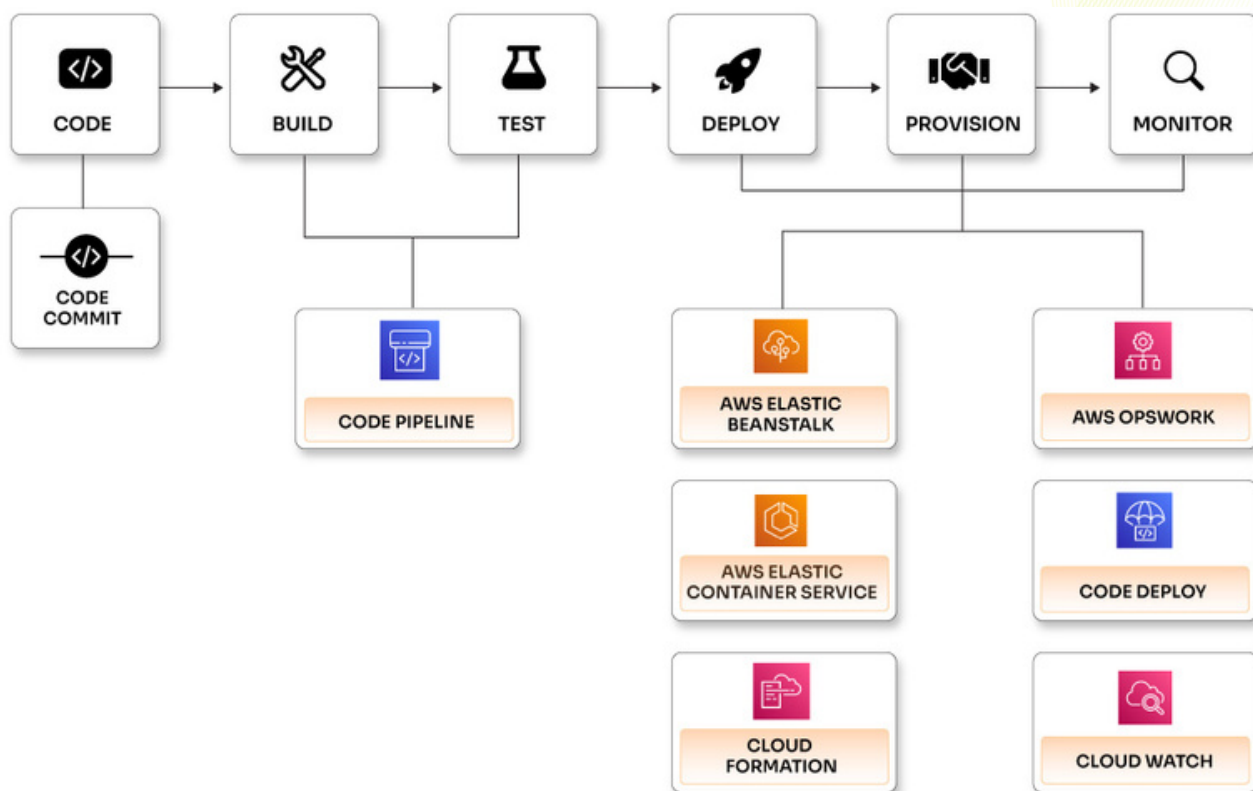 CODE
BUILD
TEST
DEPLOY
PROVISION
MONITOR
CODE
COMMIT
CODE PIPELINE
AWS ELASTIC
BEANSTALK
AWS OPSWORK
AWS ELASTIC
CONTAINER SERVICE
CODE DEPLOY
CLOUD
FORMATION
CLOUD WATCH